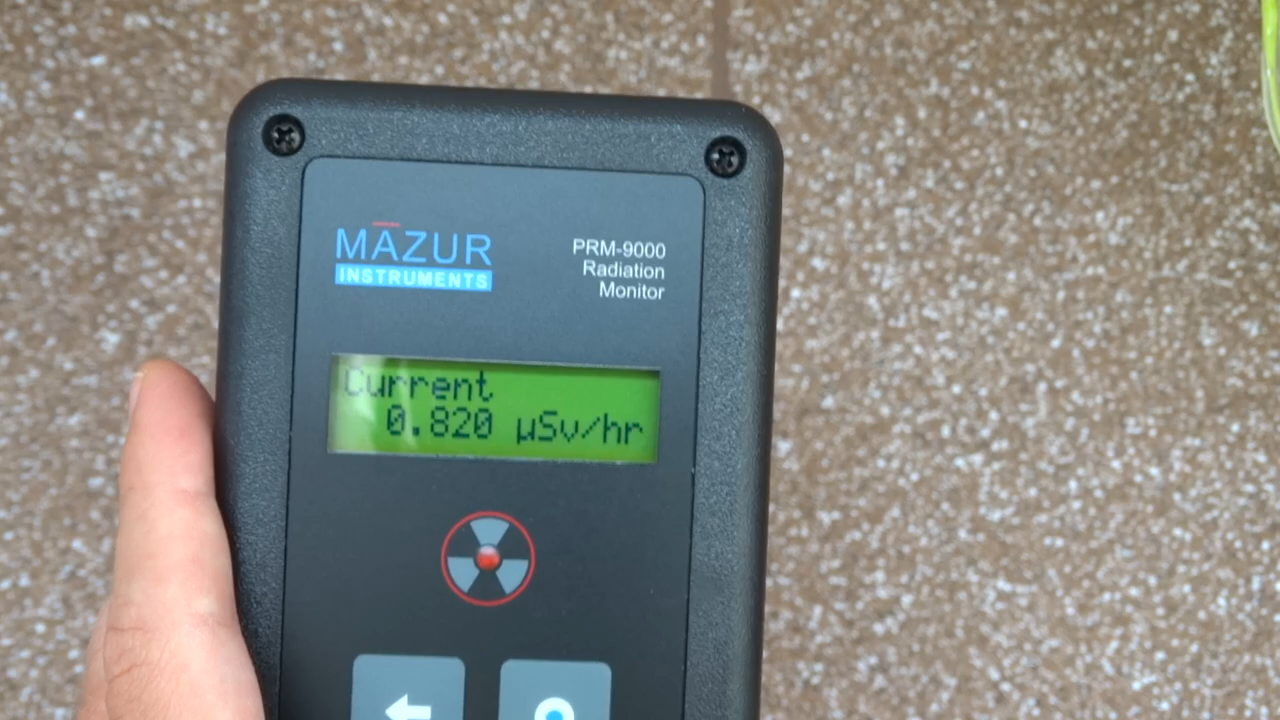 MAZUR
INSTRUMENTS
PRM-9000
Radiation
Monitor
Current
0.820 µSv/hr